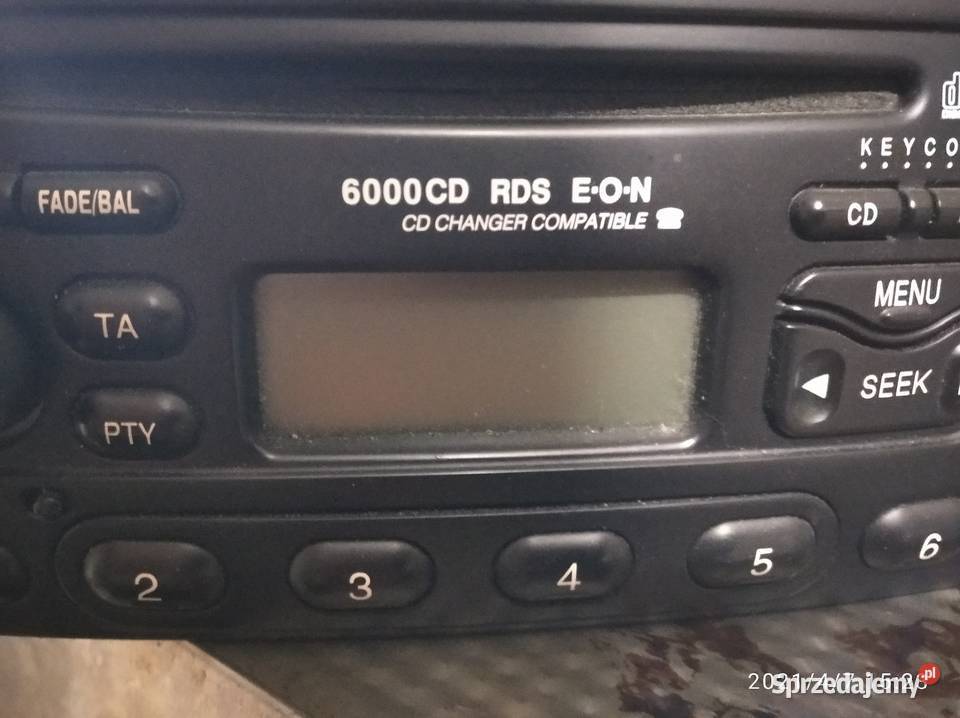 KEYCO
FADE/BAL
6000CD RDS E·O·N
CD
CD CHANGER COMPATIBLE
MENU
TA
SEEK
PTY
2 3 4 5 6
sprzedajemy.pl